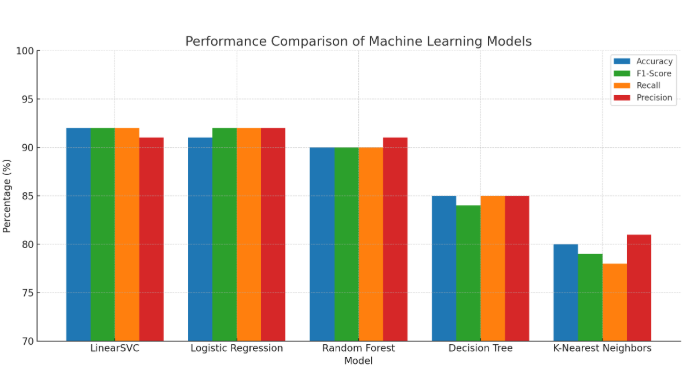 Performance Comparison of Machine Learning Models
Accuracy
F1-Score
Recall
Precision
Percentage (%)
100
95
90
85
80
75
70
LinearSVC
Logistic Regression
Random Forest
Decision Tree
K-Nearest Neighbors
Model